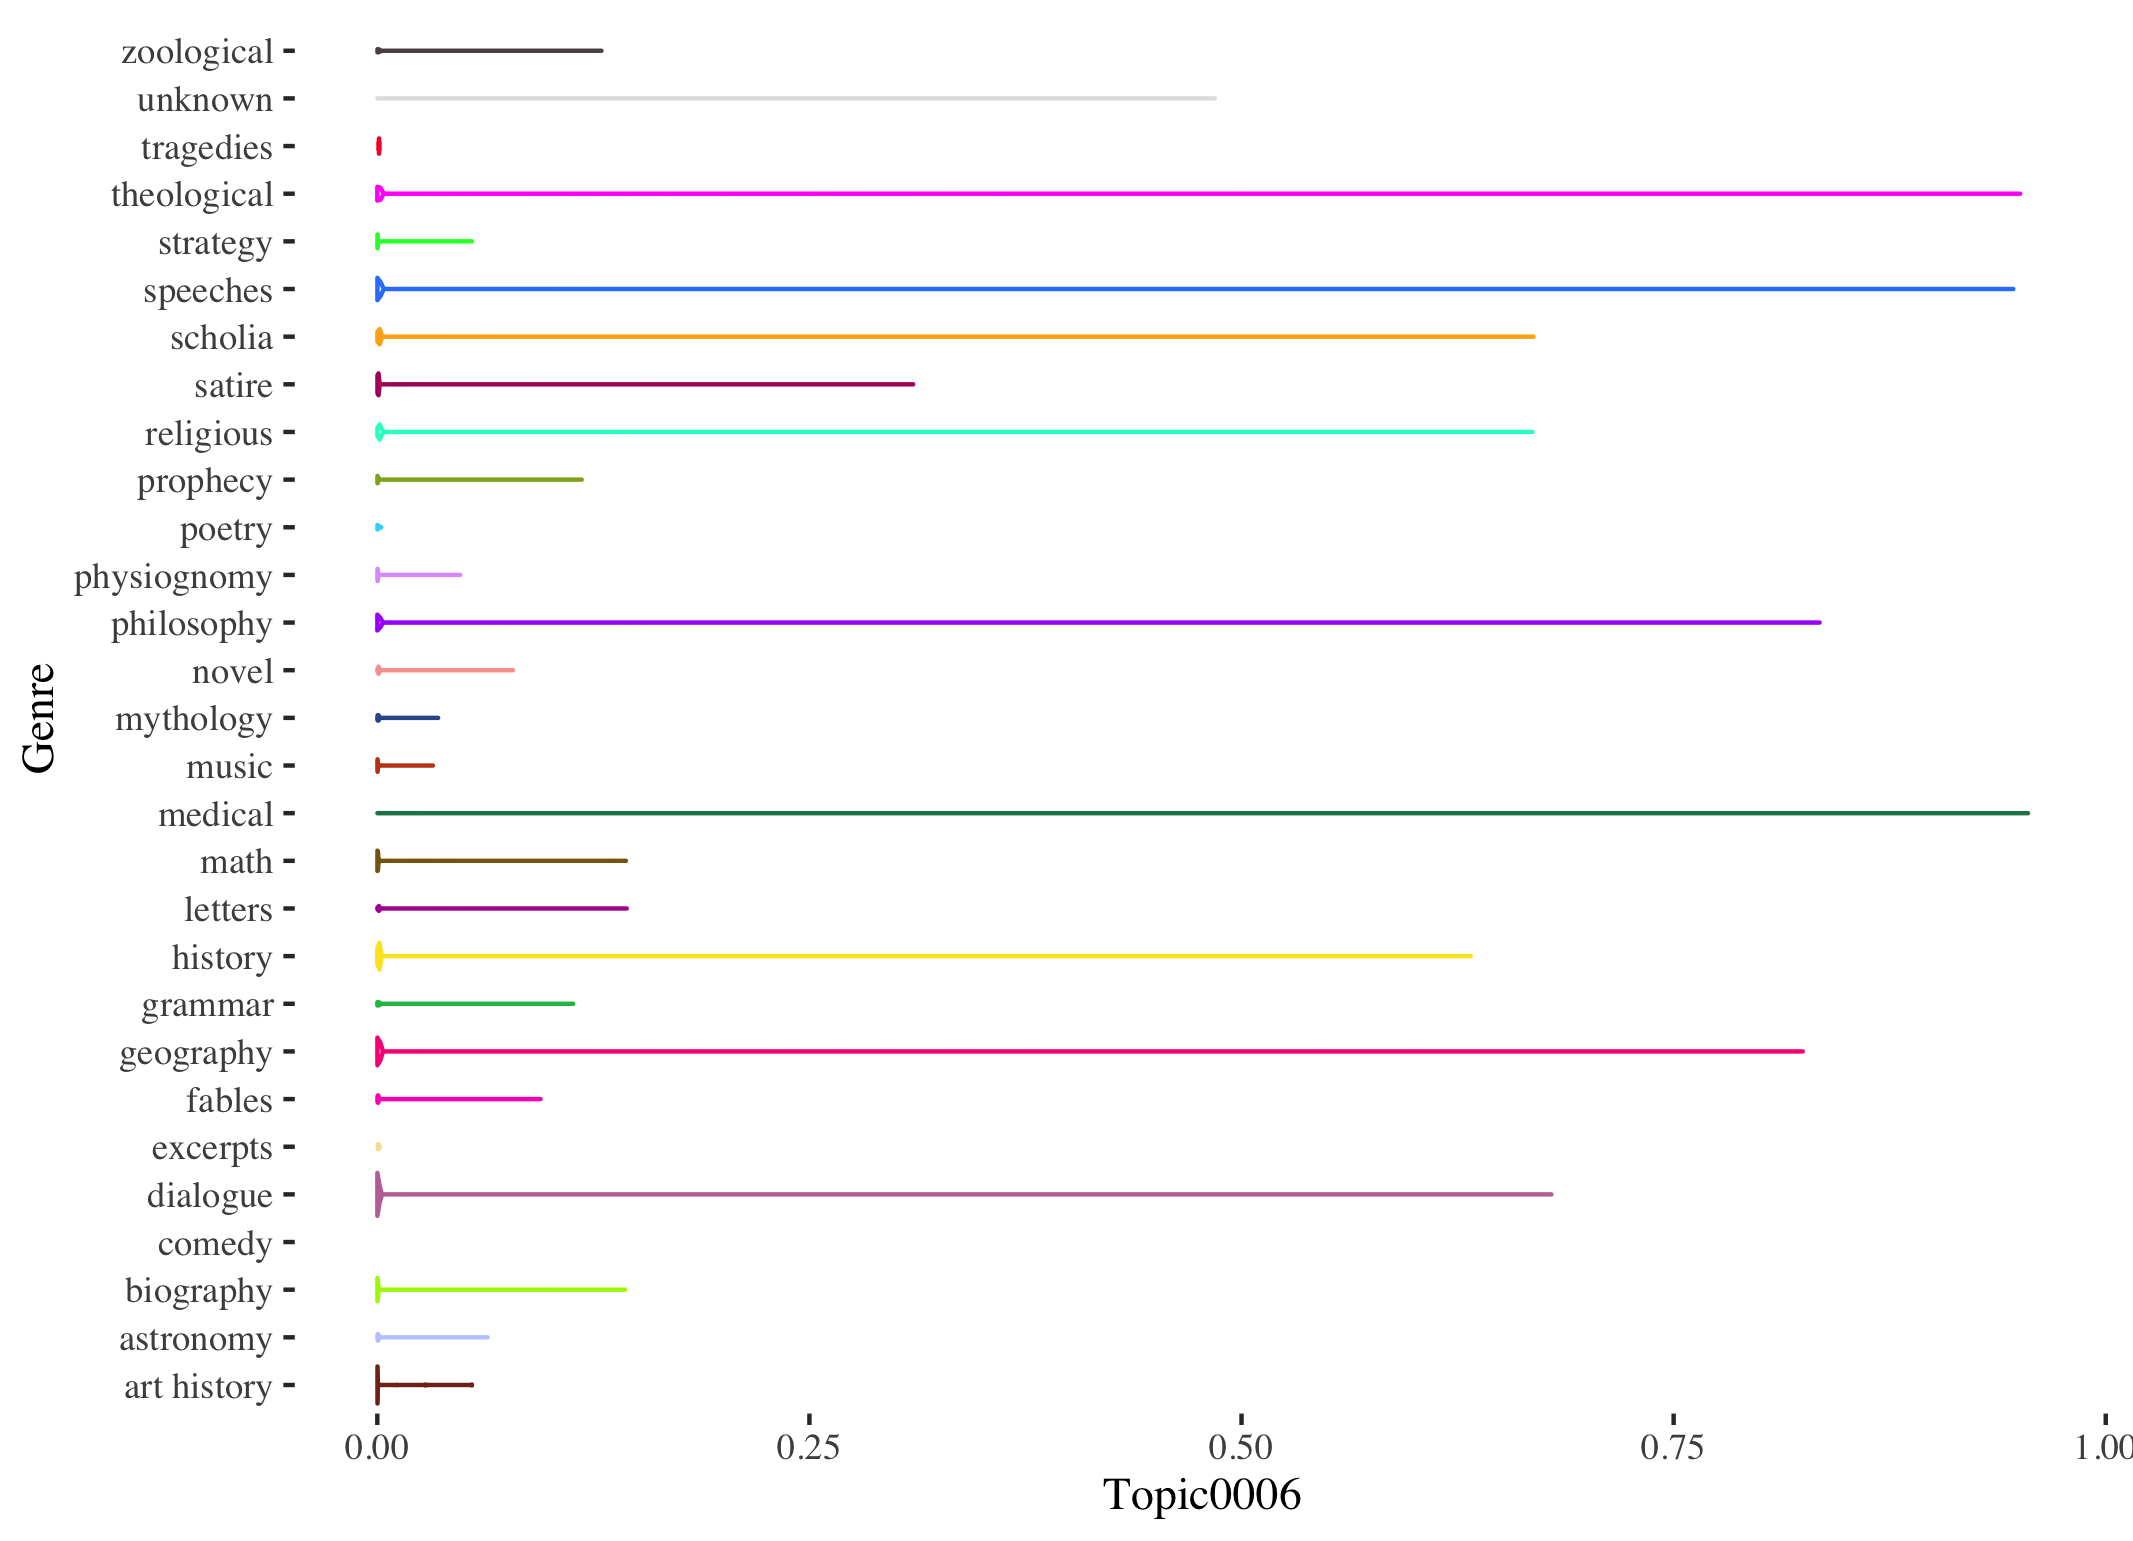 zoological
unknown
tragedies
theological
strategy
speeches
scholia
satire
religious
prophecy
poetry
physiognomy
philosophy
novel
mythology
music
medical
math
letters
history
grammar
geography
fables
excerpts
dialogue
comedy
biography
astronomy
art history
Genre
0.00 0.25 0.50 0.75 1.00
Topic0006